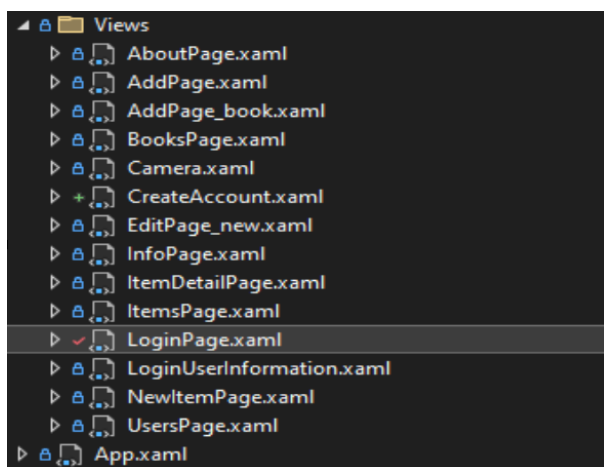 Views
AboutPage.xaml
AddPage.xaml
AddPage_book.xaml
BooksPage.xaml
Camera.xaml
CreateAccount.xaml
EditPage_new.xaml
InfoPage.xaml
ItemDetailPage.xaml
ItemsPage.xaml
LoginPage.xaml
LoginUserInformation.xaml
NewItemPage.xaml
UsersPage.xaml
App.xaml